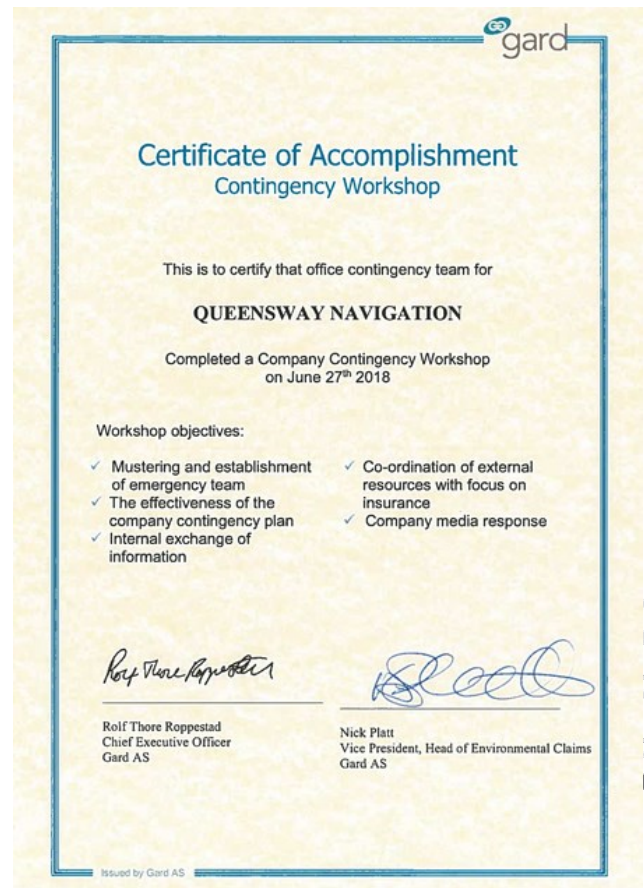 gard
Certificate of Accomplishment
Contingency Workshop
This is to certify that office contingency team for
QUEENSWAY NAVIGATION
Completed a Company Contingency Workshop
on June 27th 2018
Workshop objectives:
✓ Mustering and establishment
of emergency team
✓ The effectiveness of the
company contingency plan
✓ Internal exchange of
information
✓ Co-ordination of external
resources with focus on
insurance
✓ Company media response
Rolf Thore Roppestad
Rolf Thore Roppestad
Chief Executive Officer
Gard AS
Nick Platt
Vice President, Head of Environmental Claims
Gard AS
Issued by Gard AS